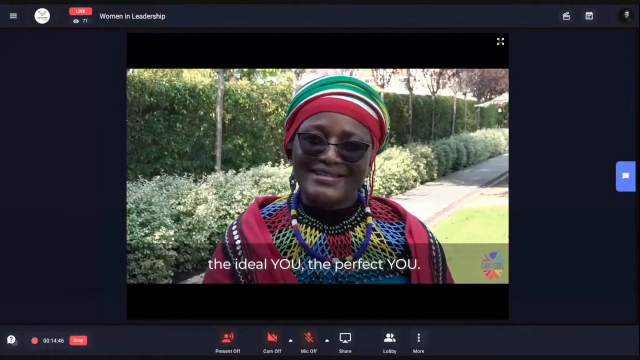 LIVE
71
Women in Leadership
the ideal YOU, the perfect YOU.
00:14:46
Stop
Present Off
Cam Off
Mic Off
Share
Lobby
More